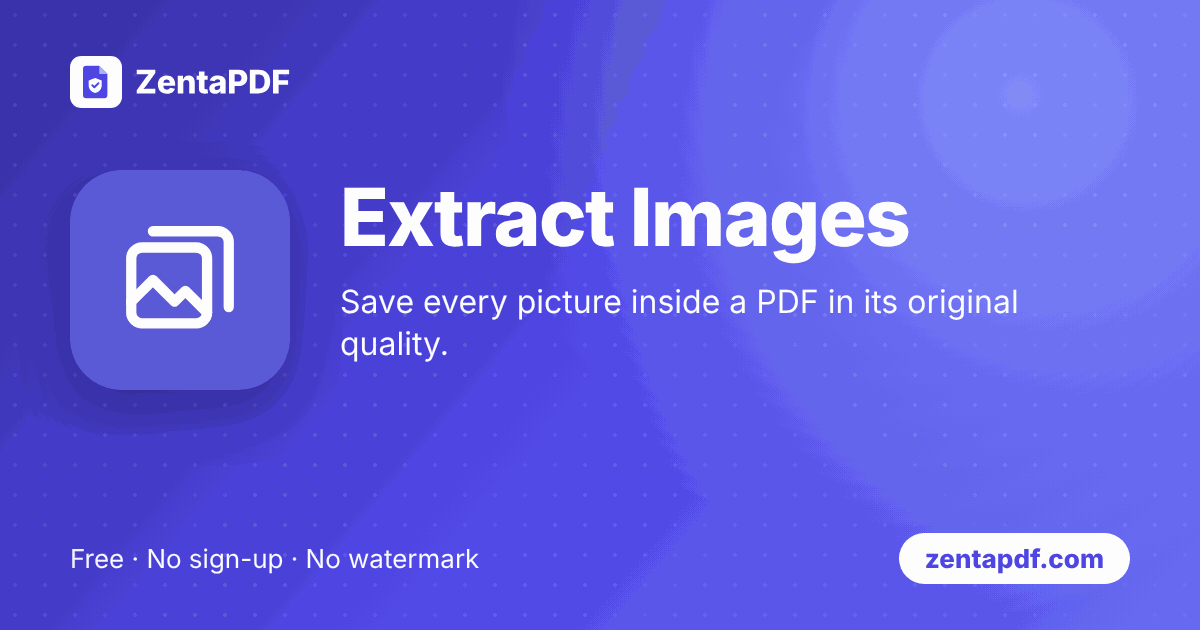 ZentaPDF
Extract Images
Save every picture inside a PDF in its original
quality.
Free · No sign-up · No watermark
zentapdf.com